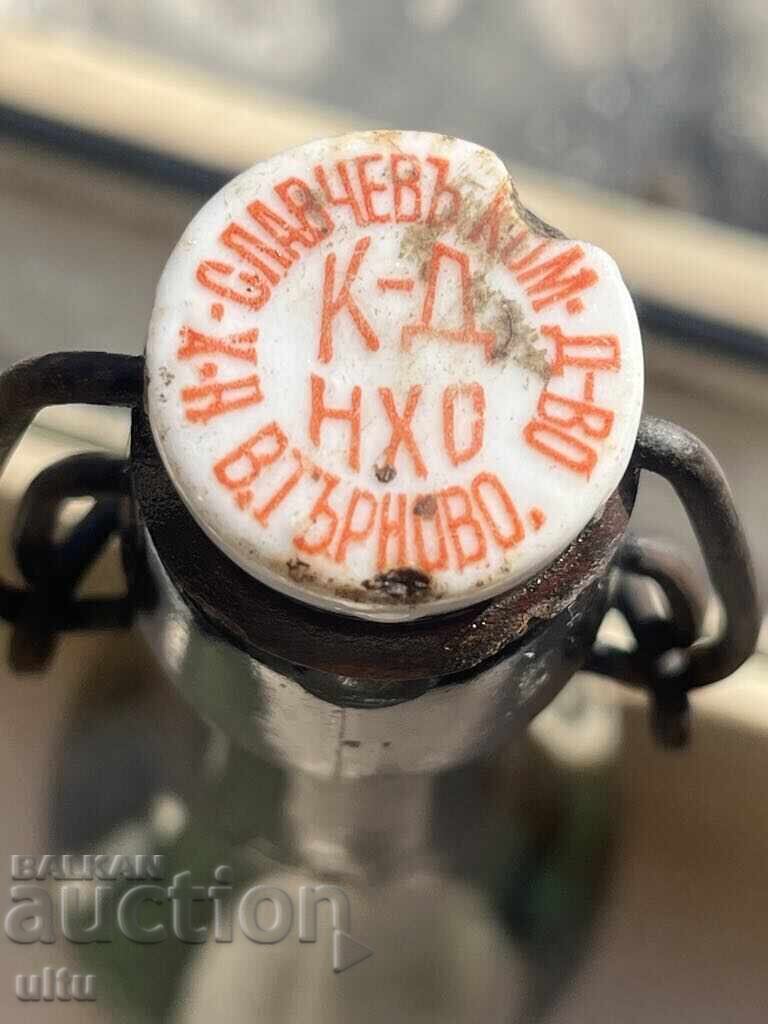 Н-Х-СЛАВЧЕВЪ КОМ-Д-ВО
К-Д
НХС
В.ТЪРНОВО.
BALKAN
auction
ultu